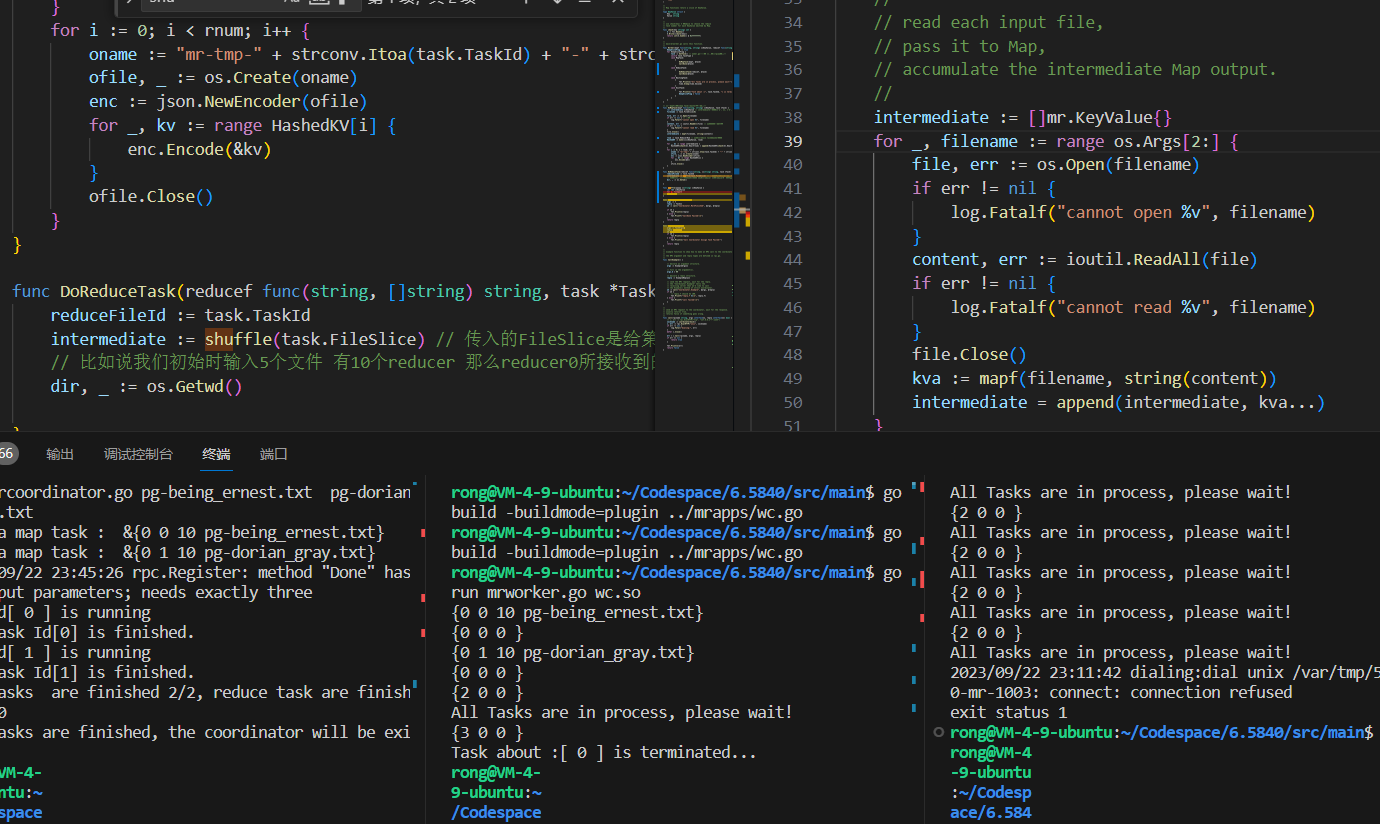 }
for i := 0; i < rnum; i++ {
oname := "mr-tmp-" + strconv.Itoa(task.TaskId) + "-" + strc
ofile, _ := os.Create(oname)
enc := json.NewEncoder(ofile)
for _, kv := range HashedKV[i] {
enc.Encode(&kv)
}
ofile.Close()
}
}
func DoReduceTask(reducef func(string, []string) string, task *Task
reduceFileId := task.TaskId
intermediate := shuffle(task.FileSlice) // 传入的FileSlice是给第
// 比如说我们初始时输入5个文件 有10个reducer 那么reducer0所接收到
dir, _ := os.Getwd()
//
34 // read each input file,
35 // pass it to Map,
36 // accumulate the intermediate Map output.
37 //
38 intermediate := []mr.KeyValue{}
39 for _, filename := range os.Args[2:] {
40 file, err := os.Open(filename)
41 if err != nil {
42 log.Fatalf("cannot open %v", filename)
43 }
44 content, err := ioutil.ReadAll(file)
45 if err != nil {
46 log.Fatalf("cannot read %v", filename)
47 }
48 file.Close()
49 kva := mapf(filename, string(content))
50 intermediate = append(intermediate, kva...)
51 }
66 输出 调试控制台 终端 端口
rcoordinator.go pg-being_ernest.txt pg-dorian
.txt
a map task : &{0 0 10 pg-being_ernest.txt}
a map task : &{0 1 10 pg-dorian_gray.txt}
09/22 23:45:26 rpc.Register: method "Done" has
put parameters; needs exactly three
d[ 0 ] is running
ask Id[0] is finished.
d[ 1 ] is running
ask Id[1] is finished.
asks are finished 2/2, reduce task are finish
0
asks are finished, the coordinator will be exi
VM-4-
ntu:~
space
rong@VM-4-9-ubuntu:~/Codespace/6.5840/src/main$ go
build -buildmode=plugin ../mrapps/wc.go
rong@VM-4-9-ubuntu:~/Codespace/6.5840/src/main$ go
build -buildmode=plugin ../mrapps/wc.go
rong@VM-4-9-ubuntu:~/Codespace/6.5840/src/main$ go
run mrworker.go wc.so
{0 0 10 pg-being_ernest.txt}
{0 0 0 }
{0 1 10 pg-dorian_gray.txt}
{0 0 0 }
{2 0 0 }
All Tasks are in process, please wait!
{3 0 0 }
Task about :[ 0 ] is terminated...
rong@VM-4-
9-ubuntu:~
/Codespace
All Tasks are in process, please wait!
{2 0 0 }
All Tasks are in process, please wait!
{2 0 0 }
All Tasks are in process, please wait!
{2 0 0 }
All Tasks are in process, please wait!
{2 0 0 }
All Tasks are in process, please wait!
2023/09/22 23:11:42 dialing:dial unix /var/tmp/5
0-mr-1003: connect: connection refused
exit status 1
rong@VM-4-9-ubuntu:~/Codespace/6.5840/src/main$
rong@VM-4
-9-ubuntu
:~/Codesp
ace/6.584